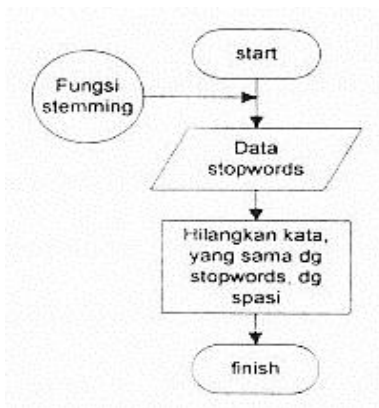 start
Fungsi
stemming
Data
stopwords
Hilangkan kata,
yang sama dg
stopwords, dg
spasi
finish